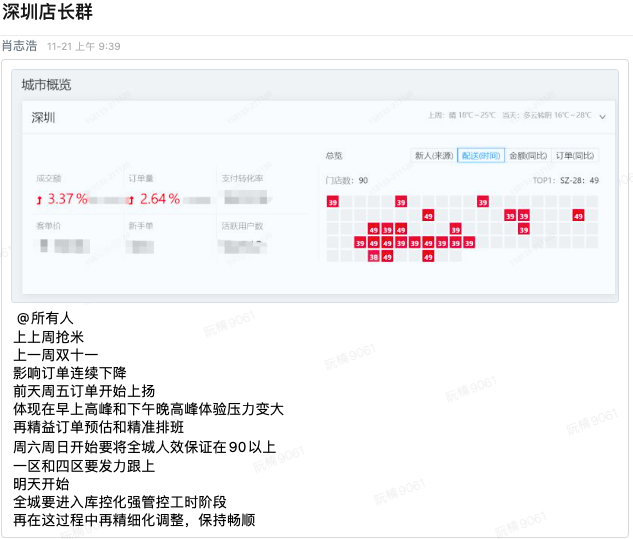 深圳店长群
肖志浩 11-21 上午 9:39
城市概览
深圳
上周：晴 18℃~25℃ 当天：多云转阴 16℃~28℃
总览 新人(来源) 配送(时间) 金额(同比) 订单(同比)
成交额 订单量 支付转化率
门店数：90 TOP1：SZ-28：49
3.37% 2.64%
客单价 新手单 活跃用户数
39 39 39
49 39 39 49
49 39 49 39 39
39 49 49 49 39 39 49 39 39
38 49 49
@所有人
上上周抢米
上一周双十一
影响订单连续下降
前天周五订单开始上扬
体现在早上高峰和下午晚高峰体验压力变大
再精益订单预估和精准排班
周六周日开始要将全城人效保证在90以上
一区和四区要发力跟上
明天开始
全城要进入库控化强管控工时阶段
再在这过程中再精细化调整，保持畅顺